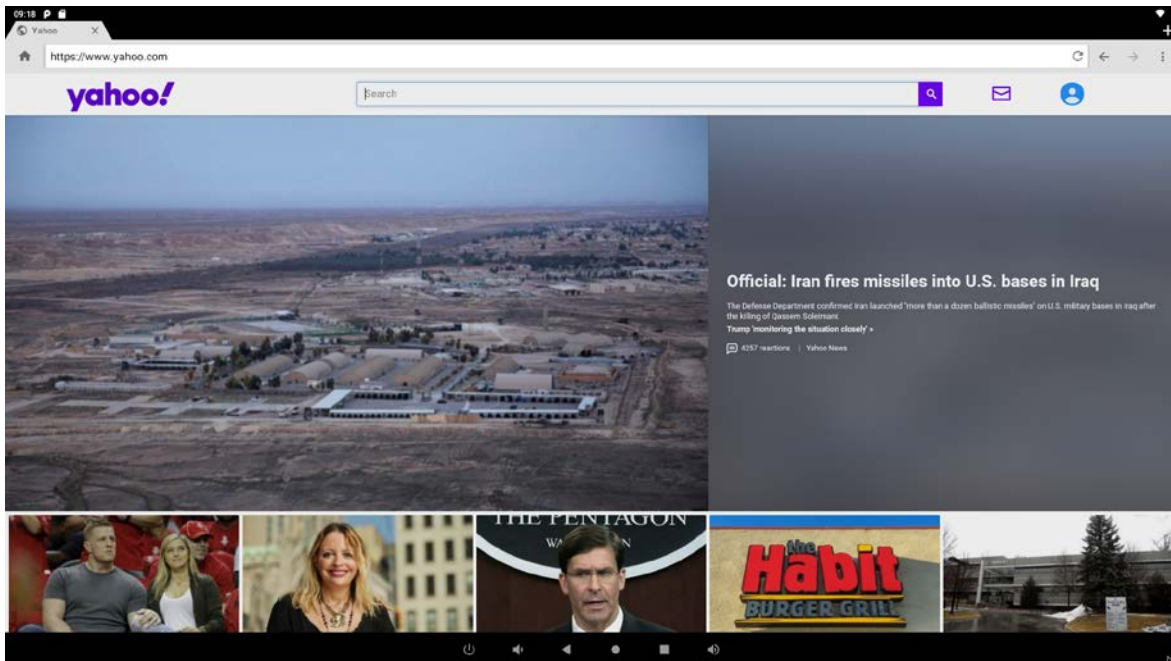 09:18
Yahoo
https://www.yahoo.com
yahoo!
Search
Official: Iran fires missiles into U.S. bases in Iraq
The Defense Department confirmed Iran launched "more than a dozen ballistic missiles" on U.S. military bases in Iraq after
the killing of Qassem Soleimani.
Trump 'monitoring the situation closely' »
4257 reactions | Yahoo News
THE PENTAGON
the
Habit
BURGER GRILL